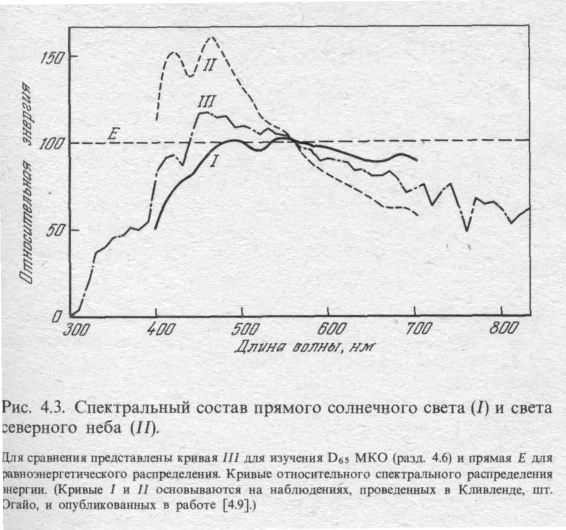 150
100
50
0
Относительная энергия
E
I
II
III
300 400 500 600 700 800
Длина волны, нм
Рис. 4.3. Спектральный состав прямого солнечного света (I) и света
северного неба (II).
Для сравнения представлены кривая III для изучения D65 МКО (разд. 4.6) и прямая E для
равноэнергетического распределения. Кривые относительного спектрального распределения
энергии. (Кривые I и II основываются на наблюдениях, проведенных в Кливленде, шт.
Огайо, и опубликованных в работе [4.9].)